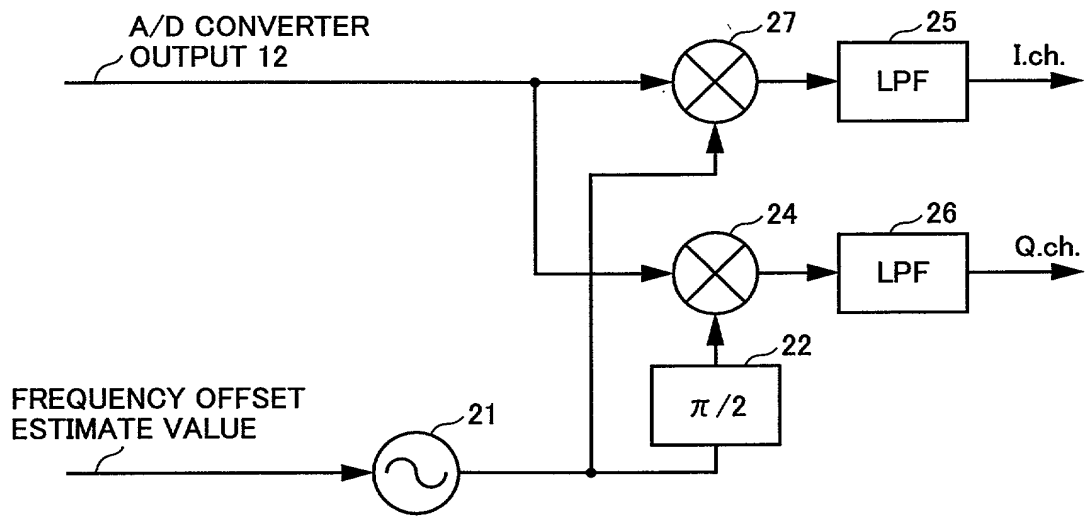 A/D CONVERTER
OUTPUT 12
27
25
LPF
I.ch.
24
26
LPF
Q.ch.
22
π/2
FREQUENCY OFFSET
ESTIMATE VALUE
21